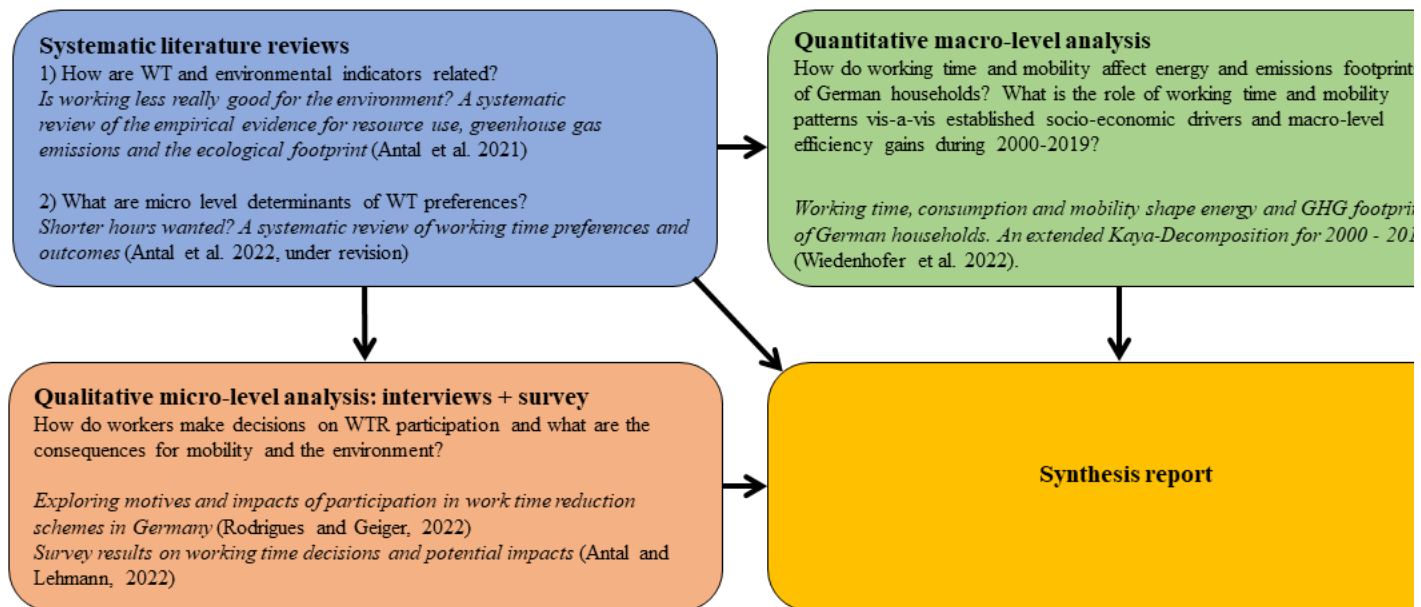 Systematic literature reviews
1) How are WT and environmental indicators related?
Is working less really good for the environment? A systematic
review of the empirical evidence for resource use, greenhouse gas
emissions and the ecological footprint (Antal et al. 2021)
2) What are micro level determinants of WT preferences?
Shorter hours wanted? A systematic review of working time preferences and
outcomes (Antal et al. 2022, under revision)
Quantitative macro-level analysis
How do working time and mobility affect energy and emissions footprint
of German households? What is the role of working time and mobility
patterns vis-a-vis established socio-economic drivers and macro-level
efficiency gains during 2000-2019?
Working time, consumption and mobility shape energy and GHG footprin
of German households. An extended Kaya-Decomposition for 2000 - 201
(Wiedenhofer et al. 2022).
Qualitative micro-level analysis: interviews + survey
How do workers make decisions on WTR participation and what are the
consequences for mobility and the environment?
Exploring motives and impacts of participation in work time reduction
schemes in Germany (Rodrigues and Geiger, 2022)
Survey results on working time decisions and potential impacts (Antal and
Lehmann, 2022)
Synthesis report